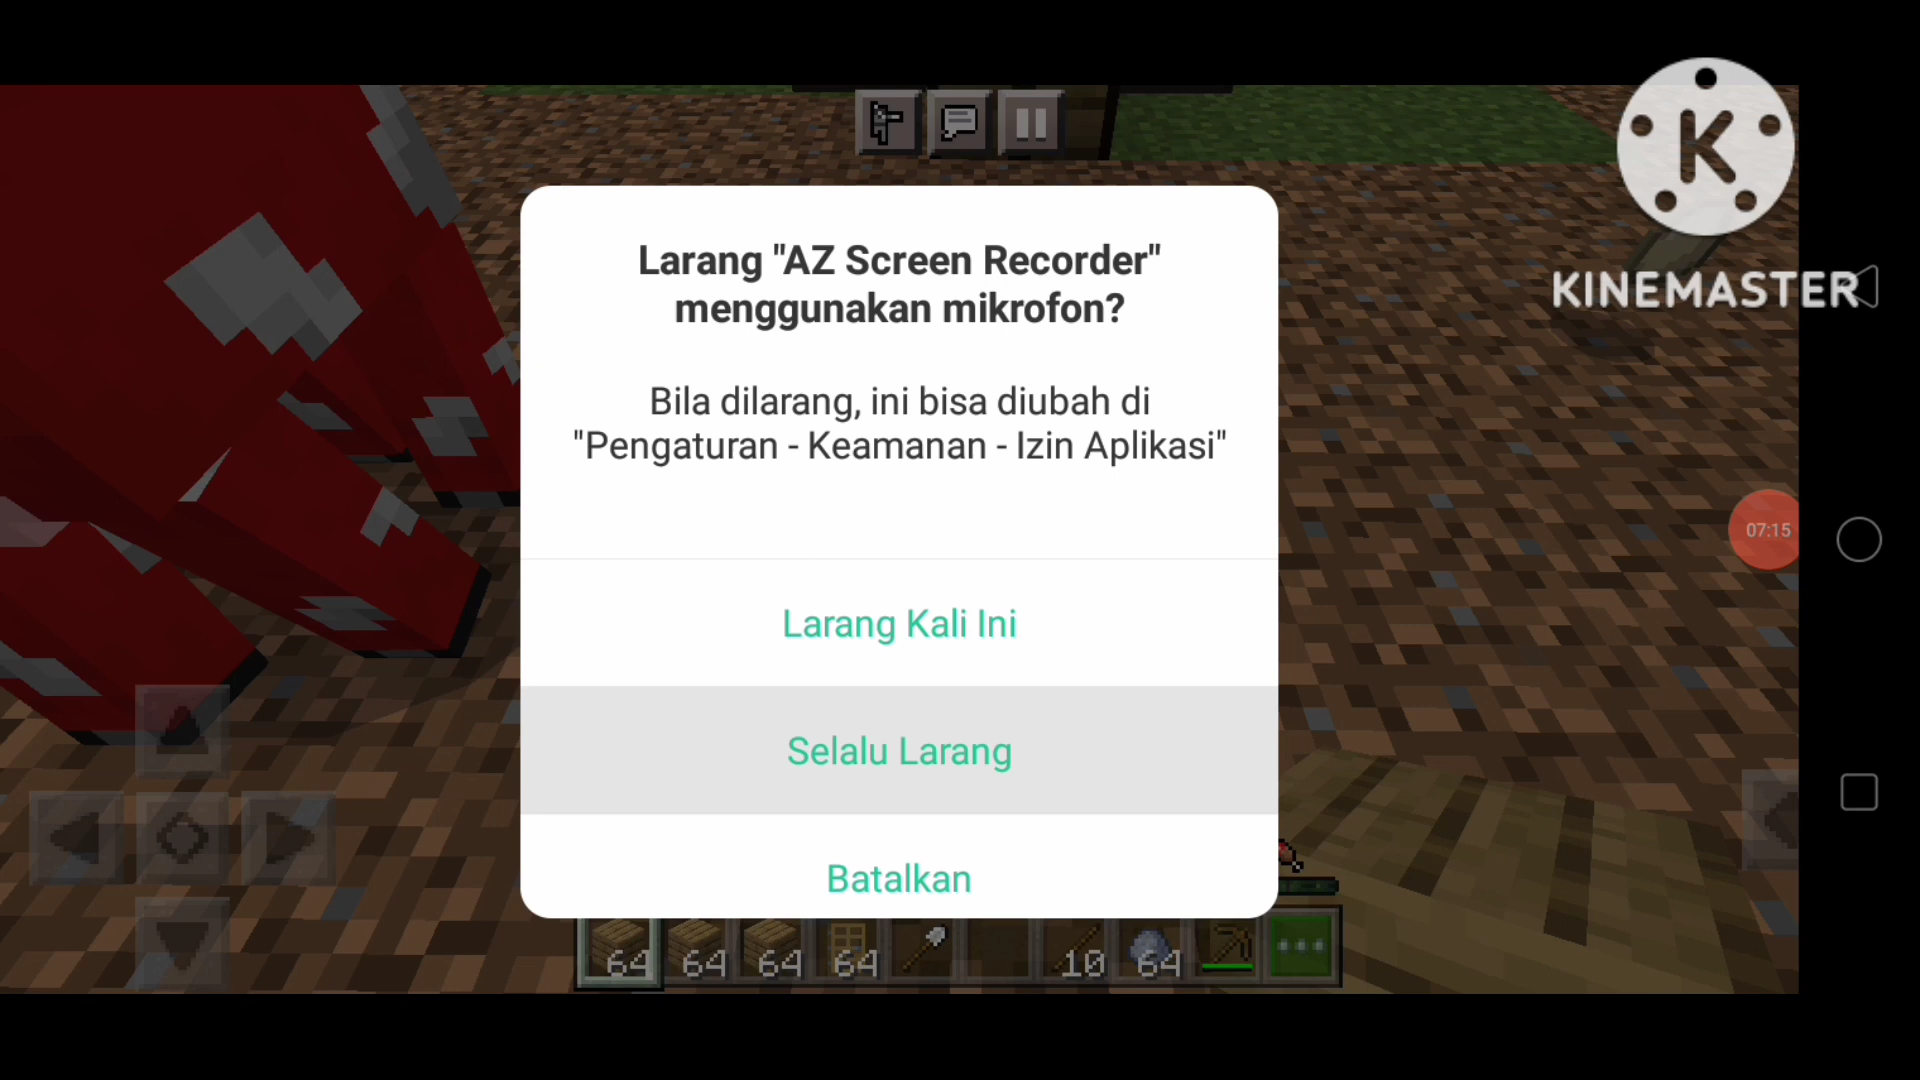 K
KINEMASTER
Larang "AZ Screen Recorder"
menggunakan mikrofon?
Bila dilarang, ini bisa diubah di
"Pengaturan - Keamanan - Izin Aplikasi"
07:15
Larang Kali Ini
Selalu Larang
Batalkan
64 64 64 64 10 64